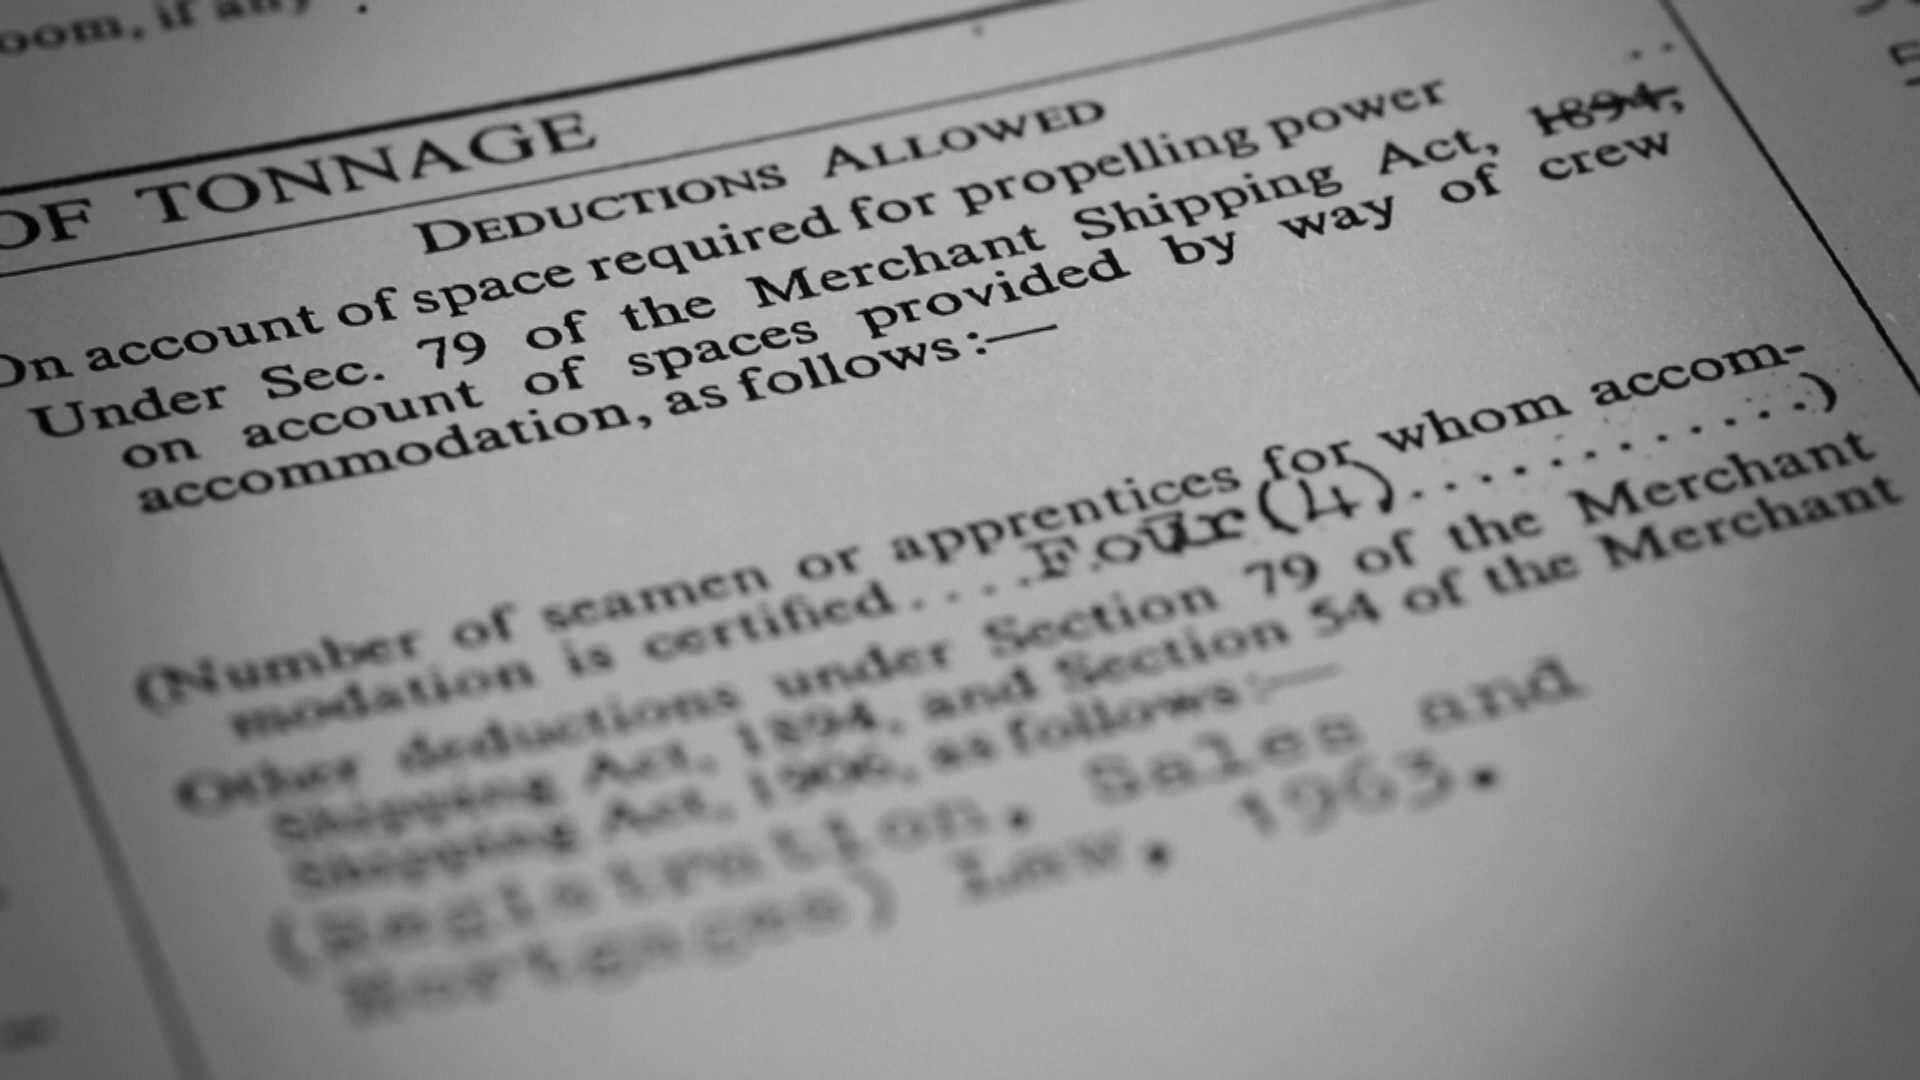 oom, if any
OF TONNAGE
DEDUCTIONS ALLOWED
On account of space required for propelling power
Under Sec. 79 of the Merchant Shipping Act, 1894,
on account of spaces provided by way of crew
accommodation, as follows:—
(Number of seamen or apprentices for whom accom-
modation is certified....Four(4)............)
Other deductions under Section 79 of the Merchant
Shipping Act, 1894, and Section 54 of the Merchant
Shipping Act, 1906, as follows:—
(Registration, Sales and
Mortgages) Law, 1963.